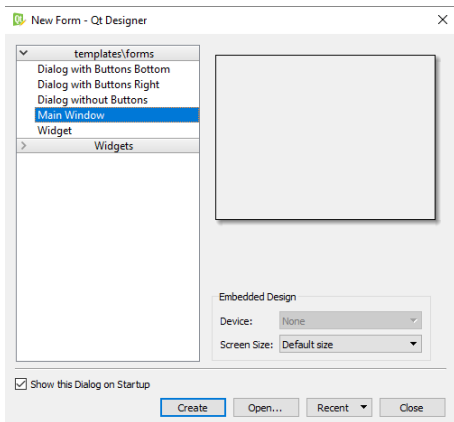 New Form - Qt Designer
templates\forms
Dialog with Buttons Bottom
Dialog with Buttons Right
Dialog without Buttons
Main Window
Widget
Widgets
Embedded Design
Device: None
Screen Size: Default size
Show this Dialog on Startup
Create Open... Recent Close